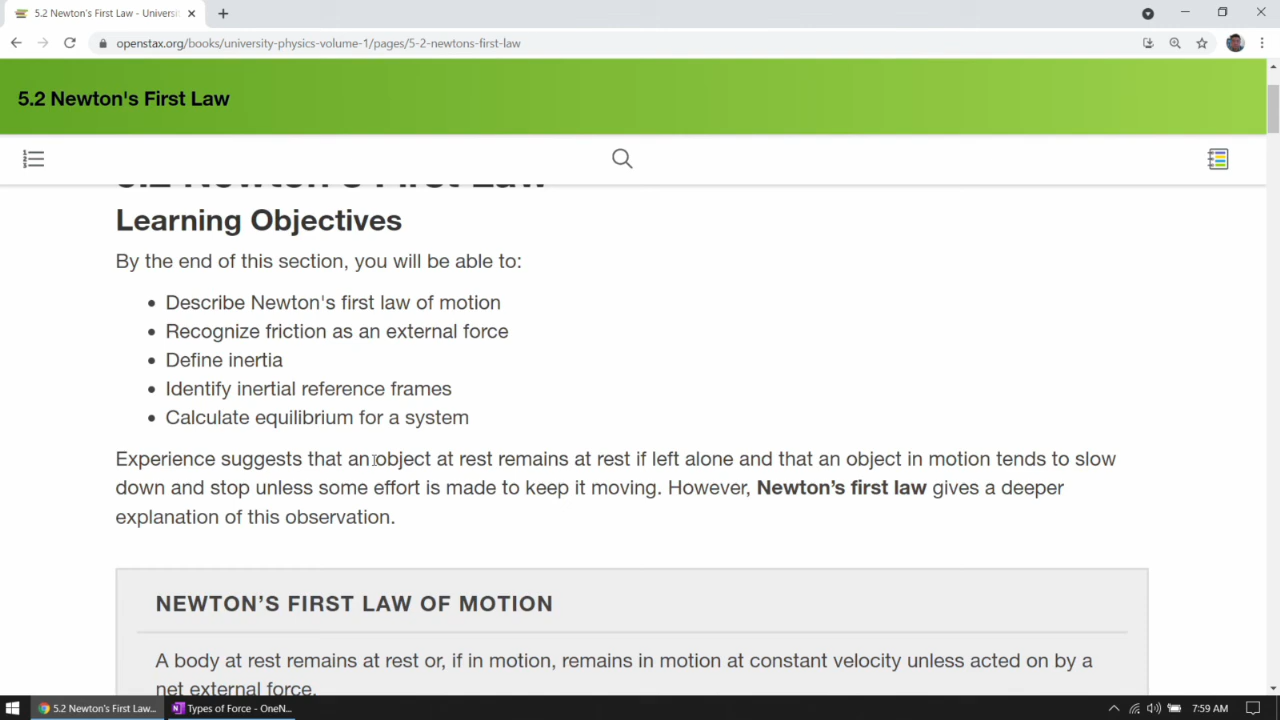 5.2 Newton's First Law - Universi
openstax.org/books/university-physics-volume-1/pages/5-2-newtons-first-law
5.2 Newton's First Law
5.2 Newton's First Law
Learning Objectives
By the end of this section, you will be able to:
• Describe Newton's first law of motion
• Recognize friction as an external force
• Define inertia
• Identify inertial reference frames
• Calculate equilibrium for a system
Experience suggests that an object at rest remains at rest if left alone and that an object in motion tends to slow
down and stop unless some effort is made to keep it moving. However, Newton’s first law gives a deeper
explanation of this observation.
NEWTON’S FIRST LAW OF MOTION
A body at rest remains at rest or, if in motion, remains in motion at constant velocity unless acted on by a
net external force.
5.2 Newton's First Law...
Types of Force - OneN...
7:59 AM